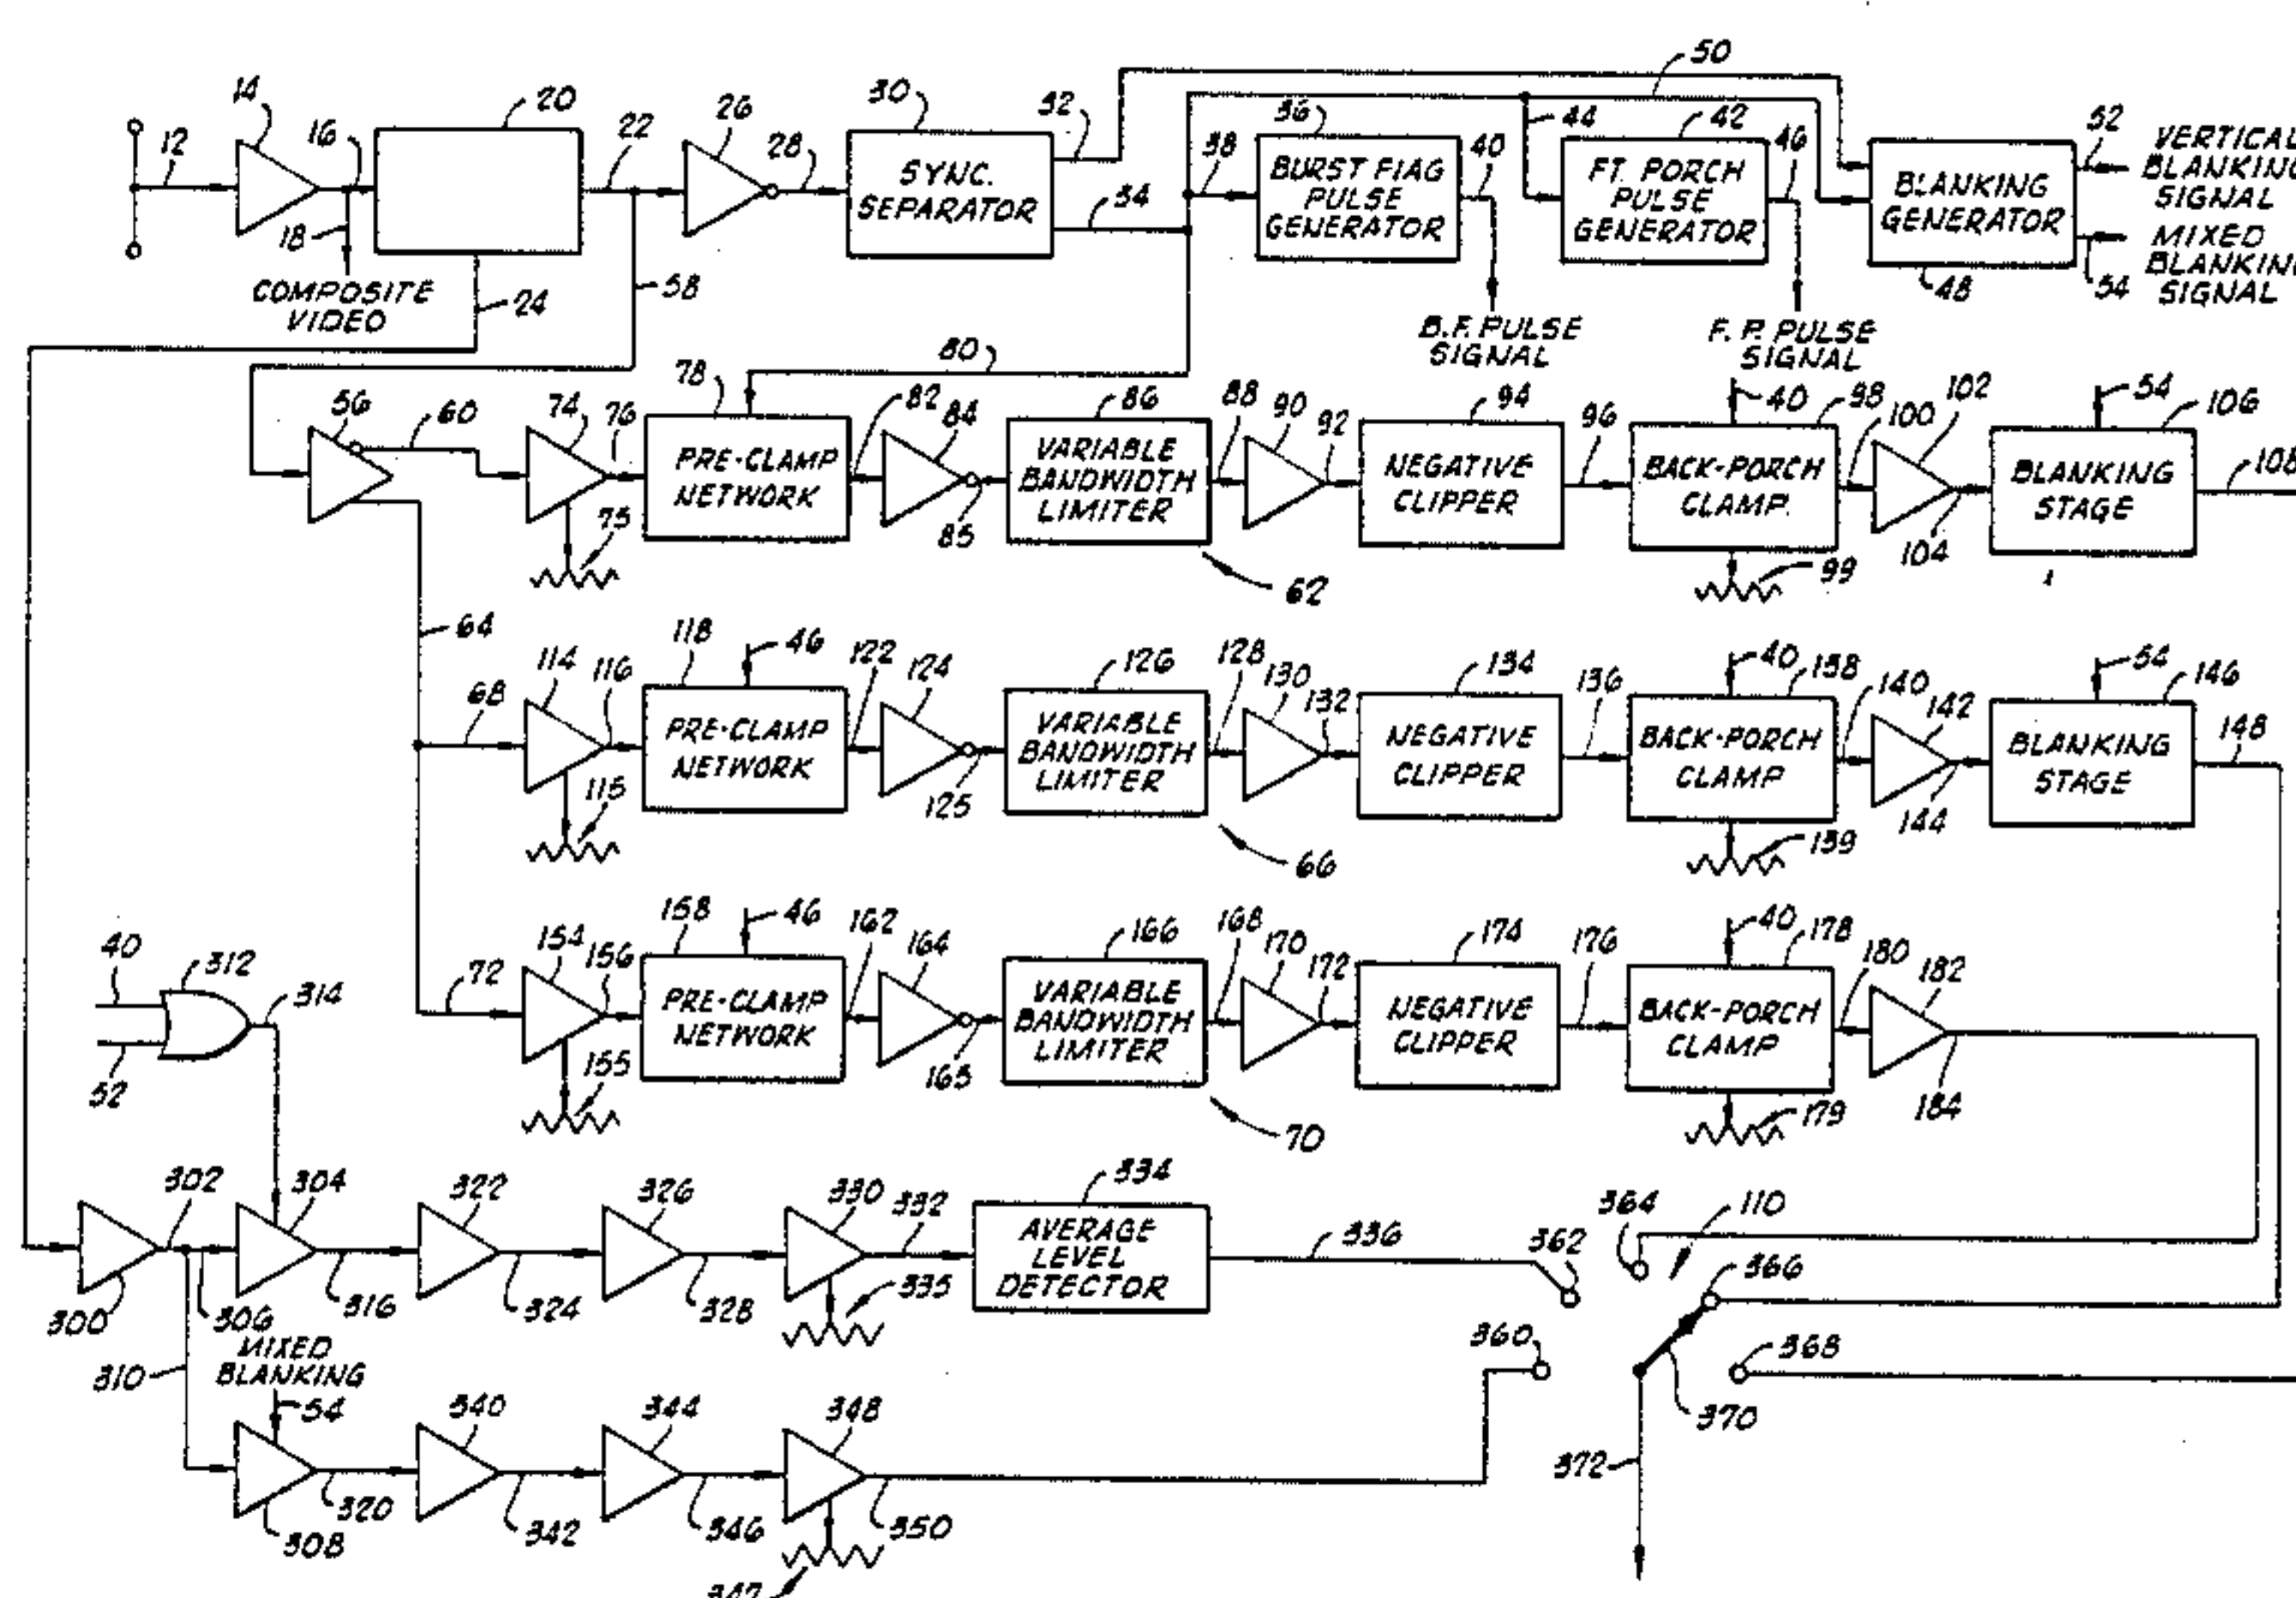 50
14
20
26
30
32
36
42
12
16
22
28
38
44
40
46
52
VERTICAL
BLANKING
SIGNAL
SYNC.
SEPARATOR
BURST FLAG
PULSE
GENERATOR
FT. PORCH
PULSE
GENERATOR
BLANKING
GENERATOR
34
18
58
48
54
MIXED
BLANKING
SIGNAL
COMPOSITE
VIDEO
24
B.F. PULSE
SIGNAL
F. P. PULSE
SIGNAL
80
56
60
74
76
78
82
84
86
88
90
92
94
96
40
98
100
102
54
106
108
PRE-CLAMP
NETWORK
VARIABLE
BANDWIDTH
LIMITER
NEGATIVE
CLIPPER
BACK-PORCH
CLAMP.
BLANKING
STAGE
75
85
62
99
104
64
68
114
116
118
46
122
124
126
128
130
132
134
136
40
138
140
142
54
146
148
PRE-CLAMP
NETWORK
VARIABLE
BANDWIDTH
LIMITER
NEGATIVE
CLIPPER
BACK-PORCH
CLAMP
BLANKING
STAGE
115
125
66
139
144
40
312
314
52
72
154
156
158
46
162
164
166
168
170
172
174
176
40
178
180
182
PRE-CLAMP
NETWORK
VARIABLE
BANDWIDTH
LIMITER
NEGATIVE
CLIPPER
BACK-PORCH
CLAMP
155
165
70
179
184
302
304
322
326
330
332
334
336
362
364
110
366
AVERAGE
LEVEL
DETECTOR
300
306
316
324
328
335
360
368
370
372
310
MIXED
BLANKING
54
340
344
348
308
320
342
346
350
347